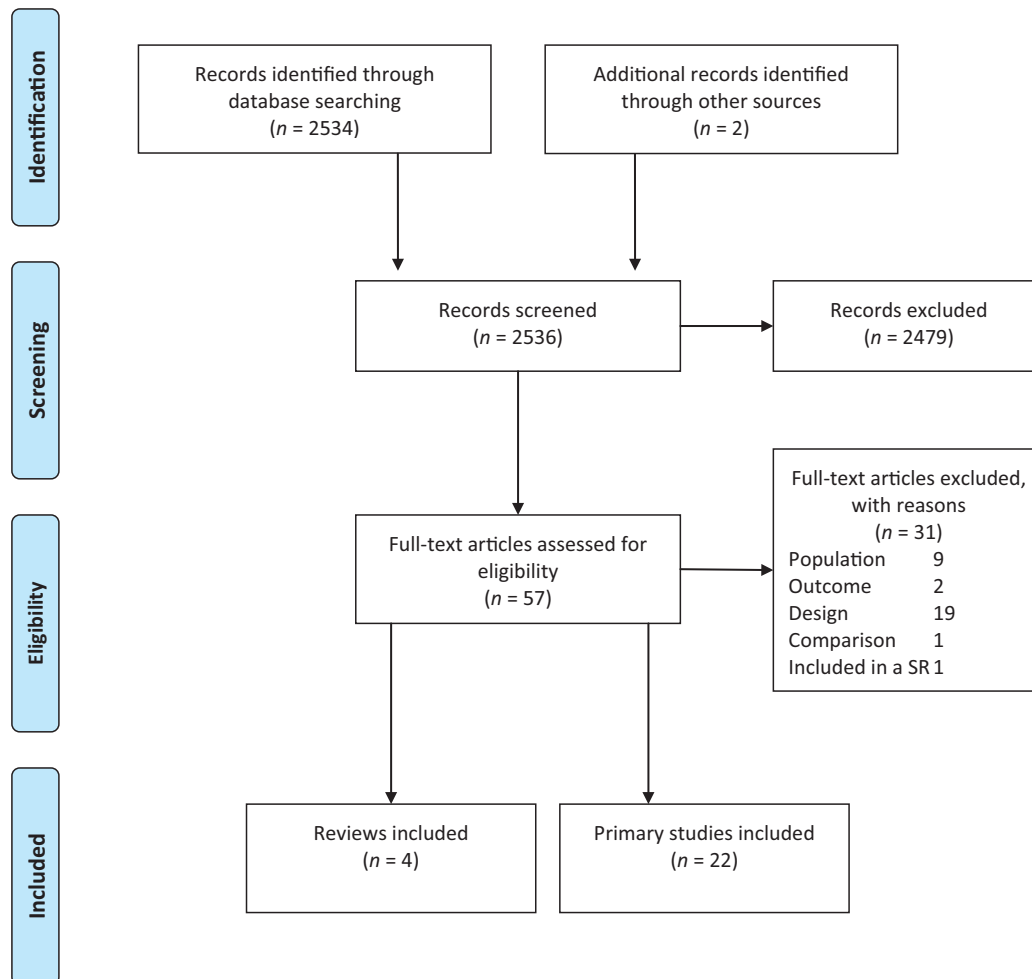 Identification
Records identified through
database searching
(n = 2534)
Additional records identified
through other sources
(n = 2)
Screening
Records screened
(n = 2536)
Records excluded
(n = 2479)
Eligibility
Full-text articles assessed for
eligibility
(n = 57)
Full-text articles excluded,
with reasons
(n = 31)
Population 9
Outcome 2
Design 19
Comparison 1
Included in a SR 1
Included
Reviews included
(n = 4)
Primary studies included
(n = 22)